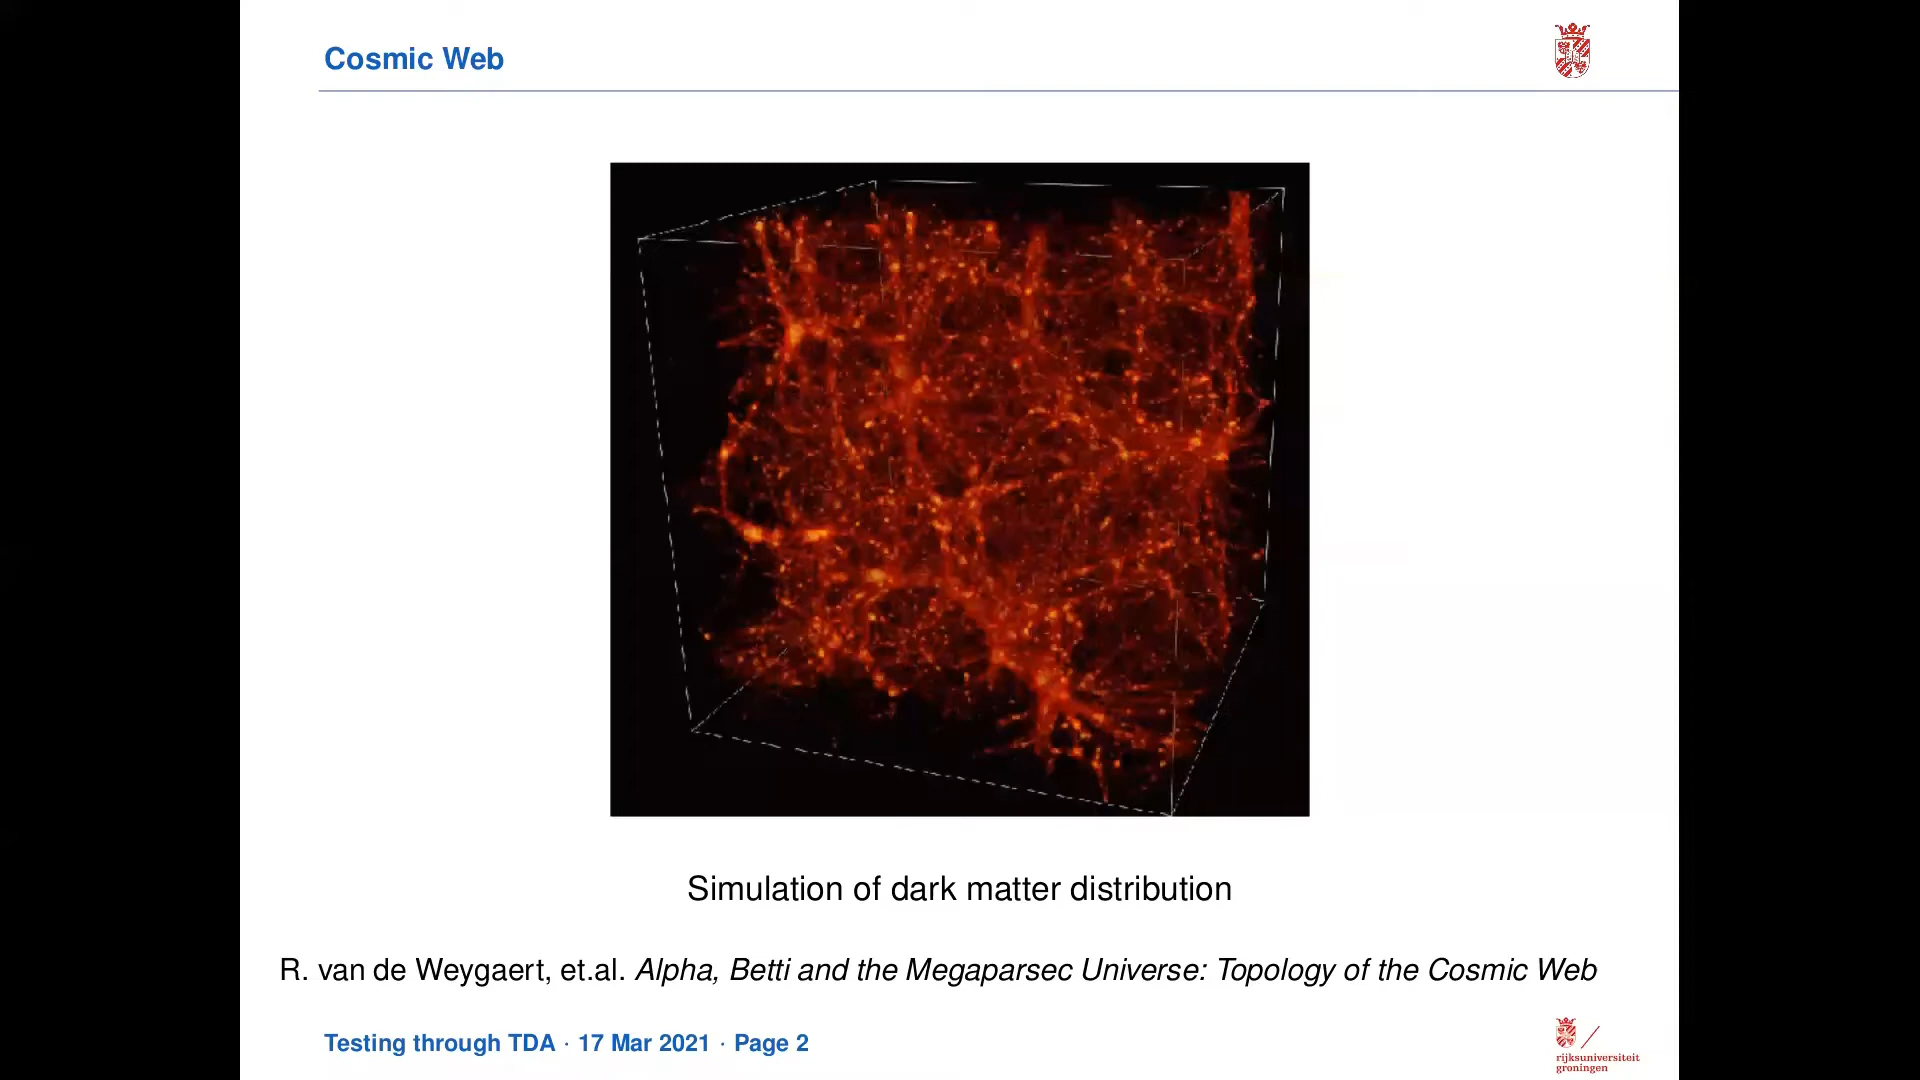 Cosmic Web
Simulation of dark matter distribution
R. van de Weygaert, et.al. Alpha, Betti and the Megaparsec Universe: Topology of the Cosmic Web
Testing through TDA · 17 Mar 2021 · Page 2
rijksuniversiteit
groningen